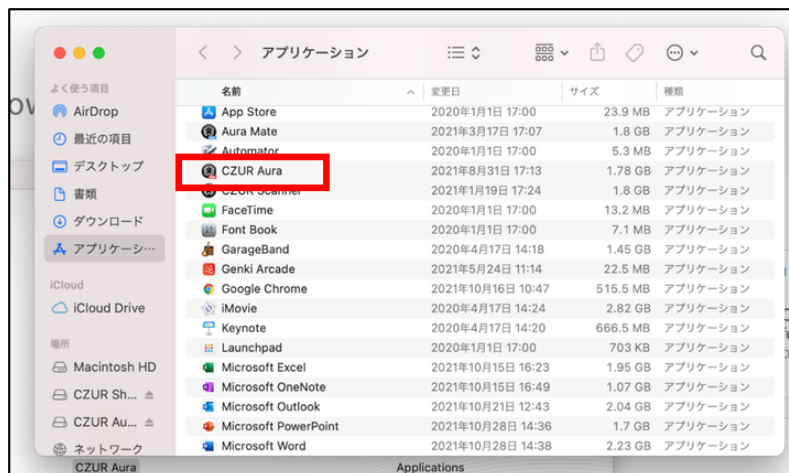 アプリケーション
よく使う項目
AirDrop
最近の項目
デスクトップ
書類
ダウンロード
アプリケーシ…
iCloud
iCloud Drive
場所
Macintosh HD
CZUR Sh...
CZUR Au...
ネットワーク
名前 変更日 サイズ 種類
App Store 2020年1月1日 17:00 23.9 MB アプリケーション
Aura Mate 2021年3月17日 17:07 1.8 GB アプリケーション
Automator 2020年1月1日 17:00 5.3 MB アプリケーション
CZUR Aura 2021年8月31日 17:13 1.78 GB アプリケーション
CZUR Scanner 2021年1月19日 17:24 1.8 GB アプリケーション
FaceTime 2020年1月1日 17:00 13.2 MB アプリケーション
Font Book 2020年1月1日 17:00 7.1 MB アプリケーション
GarageBand 2020年4月17日 14:18 1.45 GB アプリケーション
Genki Arcade 2021年5月24日 11:14 22.5 MB アプリケーション
Google Chrome 2021年10月16日 10:47 515.5 MB アプリケーション
iMovie 2020年4月17日 14:24 2.82 GB アプリケーション
Keynote 2020年4月17日 14:20 666.5 MB アプリケーション
Launchpad 2020年1月1日 17:00 703 KB アプリケーション
Microsoft Excel 2021年10月15日 16:23 1.95 GB アプリケーション
Microsoft OneNote 2021年10月15日 16:49 1.07 GB アプリケーション
Microsoft Outlook 2021年10月21日 12:43 2.04 GB アプリケーション
Microsoft PowerPoint 2021年10月28日 14:36 1.7 GB アプリケーション
Microsoft Word 2021年10月28日 14:38 2.23 GB アプリケーション
CZUR Aura Applications